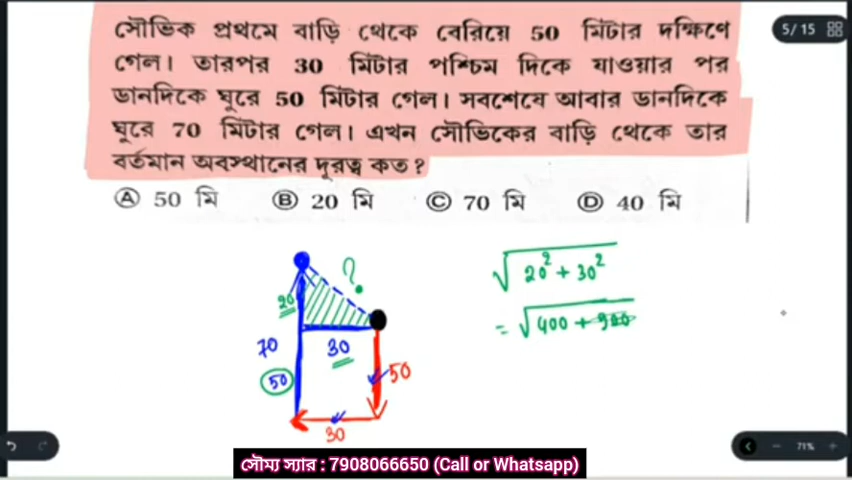 সৌভিক প্রথমে বাড়ি থেকে বেরিয়ে 50 মিটার দক্ষিণে
5/15
গেল। তারপর 30 মিটার পশ্চিম দিকে যাওয়ার পর
ডানদিকে ঘুরে 50 মিটার গেল। সবশেষে আবার ডানদিকে
ঘুরে 70 মিটার গেল। এখন সৌভিকের বাড়ি থেকে তার
বর্তমান অবস্থানের দূরত্ব কত?
Ⓐ 50 মি Ⓑ 20 মি Ⓒ 70 মি Ⓓ 40 মি
?
√20² + 30²
20
= √400 + 900
70 30
50 50
30
71%
সৌম্য স্যার : 7908066650 (Call or Whatsapp)